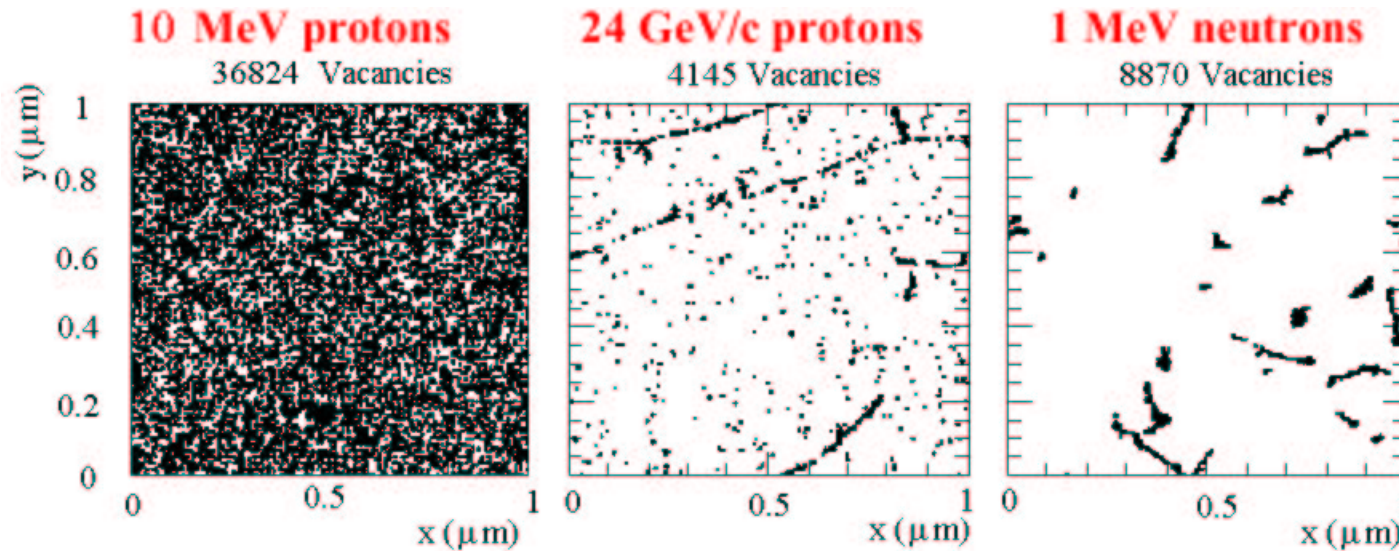 10 MeV protons
36824 Vacancies
24 GeV/c protons
4145 Vacancies
1 MeV neutrons
8870 Vacancies
y (μm)
1
0.8
0.6
0.4
0.2
0
0
0.5
1
x (μm)
0
0.5
1
x (μm)
0
0.5
x (μm)